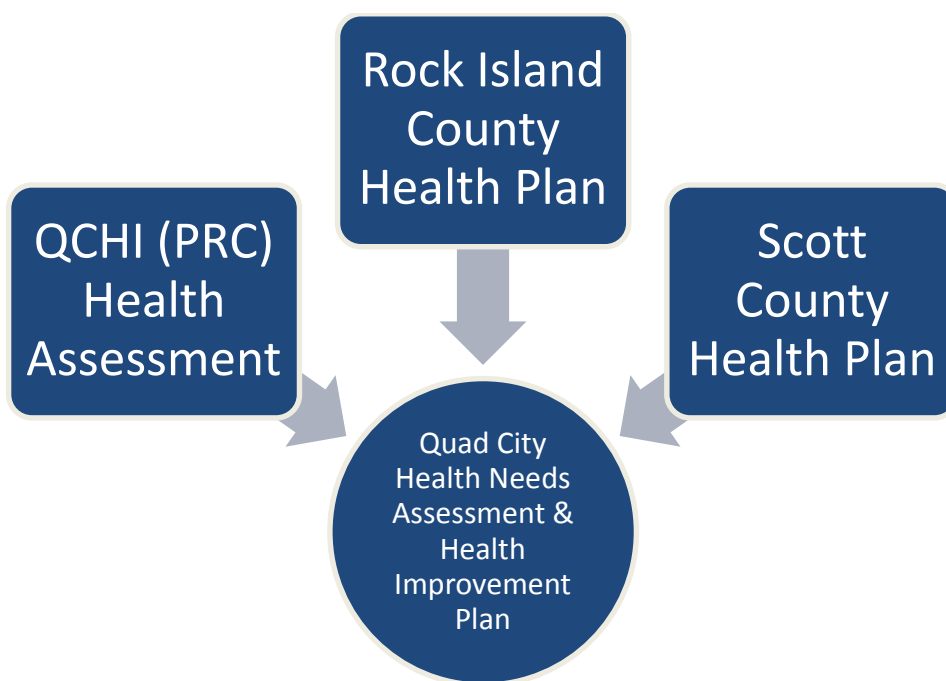 Rock Island
County
Health Plan
QCHI (PRC)
Health
Assessment
Scott
County
Health Plan
Quad City
Health Needs
Assessment &
Health
Improvement
Plan